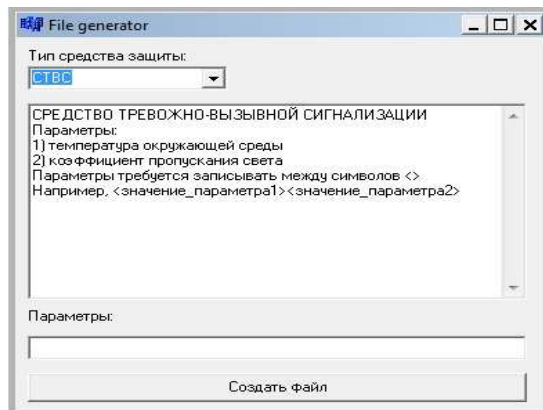 File generator
Тип средства защиты:
СТВС
СРЕДСТВО ТРЕВОЖНО-ВЫЗЫВНОЙ СИГНАЛИЗАЦИИ
Параметры:
1) температура окружающей среды
2) коэффициент пропускания света
Параметры требуется записывать между символов <>
Например, <значение_параметра1><значение_параметра2>
Параметры:
Создать файл